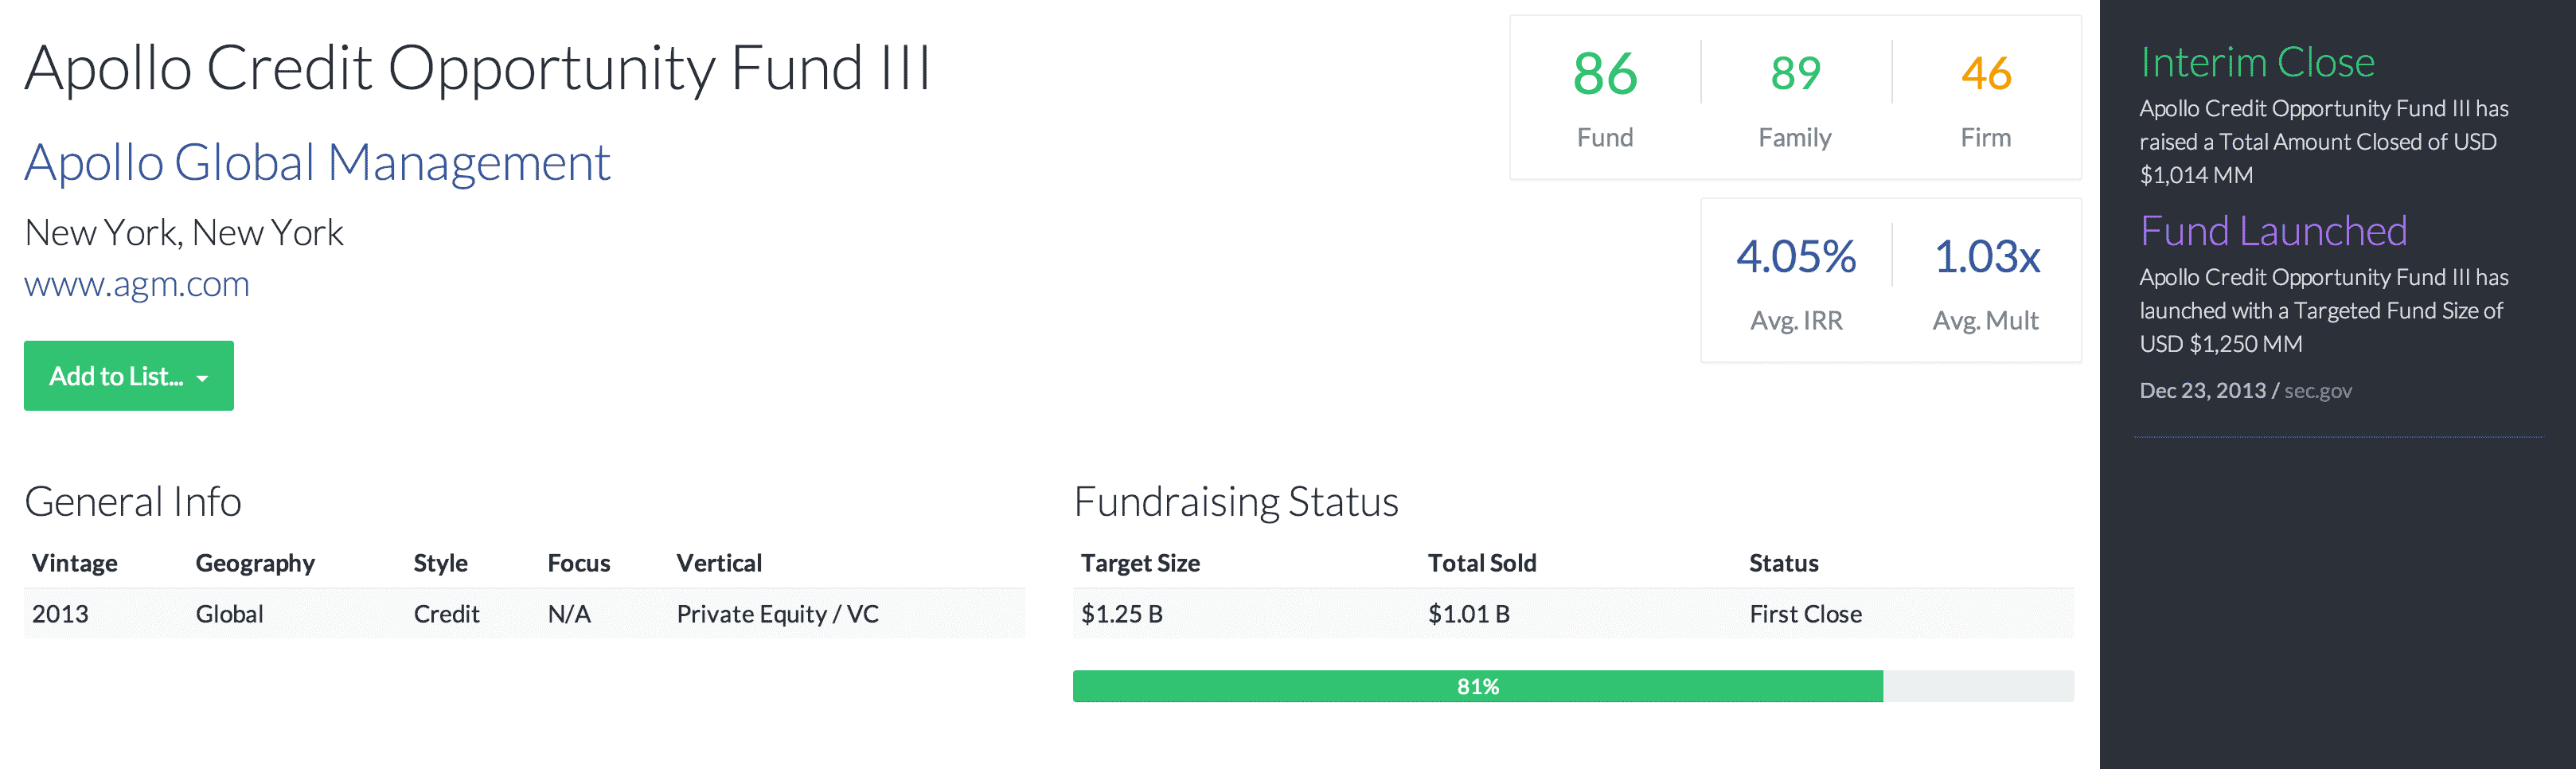 Apollo Credit Opportunity Fund III
Apollo Global Management
New York, New York
www.agm.com
Add to List...
86 89 46
Fund Family Firm
4.05% 1.03x
Avg. IRR Avg. Mult
General Info
Vintage Geography Style Focus Vertical
2013 Global Credit N/A Private Equity / VC
Fundraising Status
Target Size Total Sold Status
$1.25 B $1.01 B First Close
81%
Interim Close
Apollo Credit Opportunity Fund III has
raised a Total Amount Closed of USD
$1,014 MM
Fund Launched
Apollo Credit Opportunity Fund III has
launched with a Targeted Fund Size of
USD $1,250 MM
Dec 23, 2013 / sec.gov